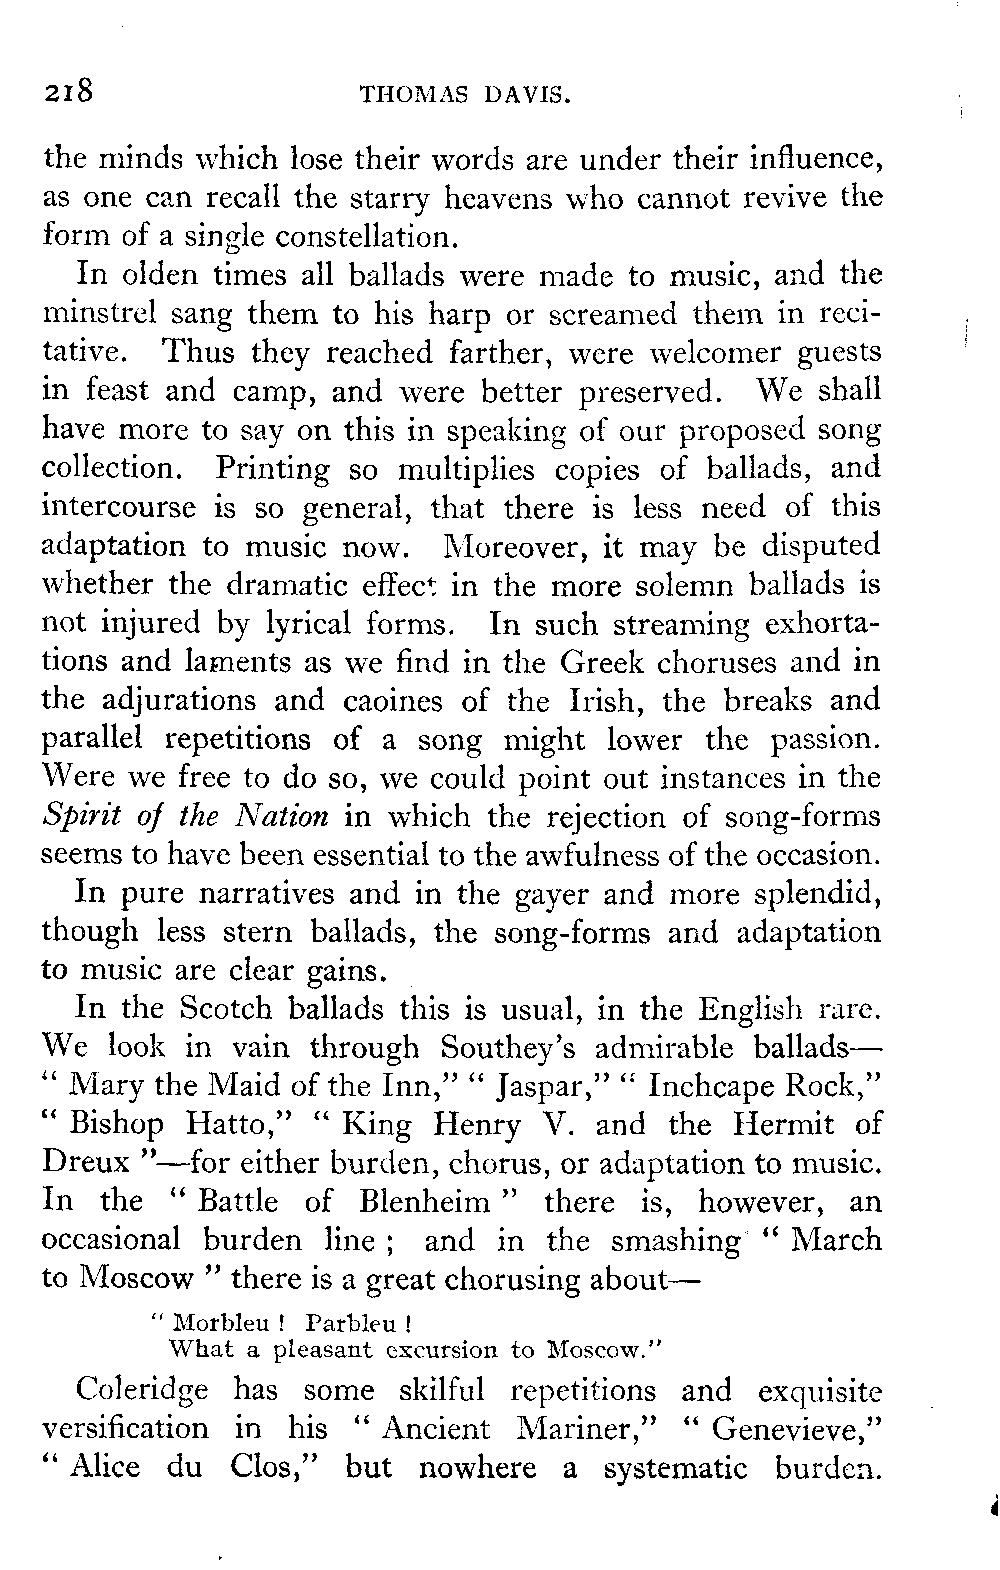 218 THOMAS DAVIS.
the minds which lose their words are under their influence,
as one can recall the starry heavens who cannot revive the
form of a single constellation.
In olden times all ballads were made to music, and the
minstrel sang them to his harp or screamed them in reci-
tative. Thus they reached farther, were welcomer guests
in feast and camp, and were better preserved. We shall
have more to say on this in speaking of our proposed song
collection. Printing so multiplies copies of ballads, and
intercourse is so general, that there is less need of this
adaptation to music now. Moreover, it may be disputed
whether the dramatic effect in the more solemn ballads is
not injured by lyrical forms. In such streaming exhorta-
tions and laments as we find in the Greek choruses and in
the adjurations and caoines of the Irish, the breaks and
parallel repetitions of a song might lower the passion.
Were we free to do so, we could point out instances in the
Spirit of the Nation in which the rejection of song-forms
seems to have been essential to the awfulness of the occasion.
In pure narratives and in the gayer and more splendid,
though less stern ballads, the song-forms and adaptation
to music are clear gains.
In the Scotch ballads this is usual, in the English rare.
We look in vain through Southey's admirable ballads—
" Mary the Maid of the Inn," " Jaspar," " Inchcape Rock,"
" Bishop Hatto," " King Henry V. and the Hermit of
Dreux "—for either burden, chorus, or adaptation to music.
In the " Battle of Blenheim " there is, however, an
occasional burden line ; and in the smashing " March
to Moscow " there is a great chorusing about—
" Morbleu ! Parbleu !
What a pleasant excursion to Moscow."
Coleridge has some skilful repetitions and exquisite
versification in his " Ancient Mariner," " Genevieve,"
" Alice du Clos," but nowhere a systematic burden.